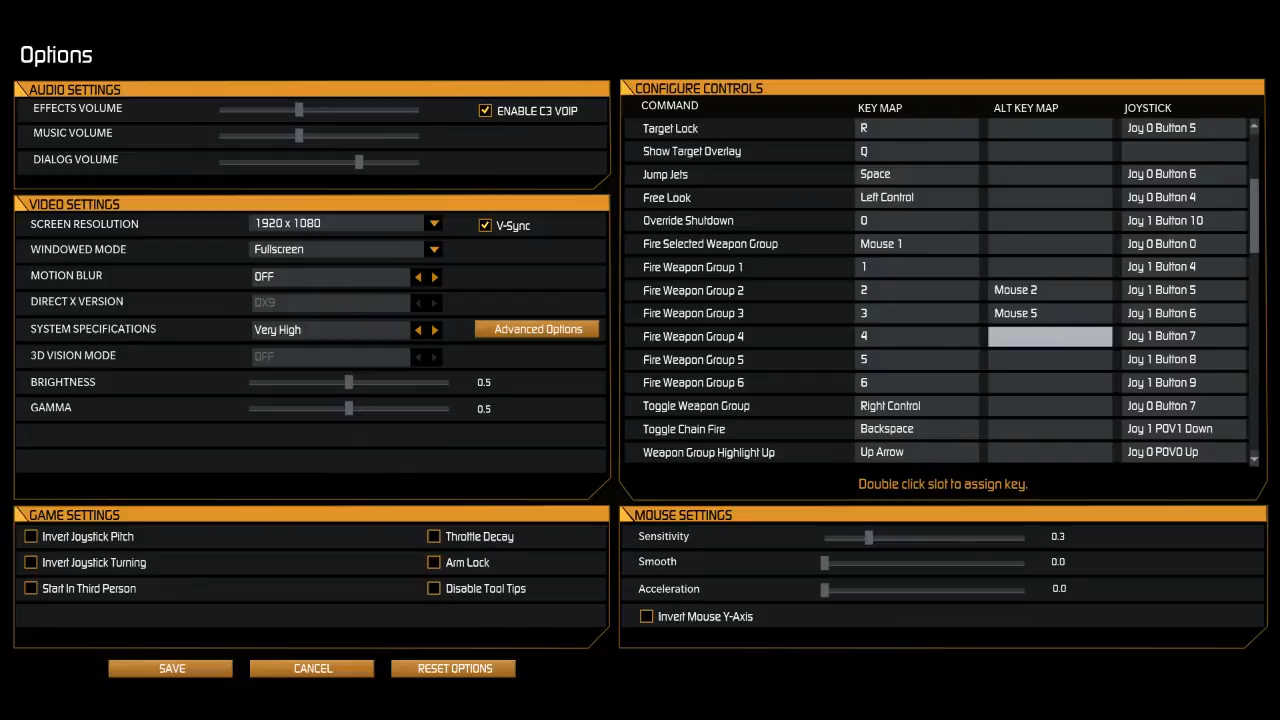 Options
AUDIO SETTINGS
EFFECTS VOLUME
ENABLE C3 VOIP
MUSIC VOLUME
DIALOG VOLUME
VIDEO SETTINGS
SCREEN RESOLUTION 1920 x 1080
V-Sync
WINDOWED MODE Fullscreen
MOTION BLUR OFF
DIRECT X VERSION DX9
SYSTEM SPECIFICATIONS Very High
Advanced Options
3D VISION MODE OFF
BRIGHTNESS 0.5
GAMMA 0.5
GAME SETTINGS
Invert Joystick Pitch Throttle Decay
Invert Joystick Turning Arm Lock
Start In Third Person Disable Tool Tips
SAVE CANCEL RESET OPTIONS
CONFIGURE CONTROLS
COMMAND KEY MAP ALT KEY MAP JOYSTICK
Target Lock R Joy 0 Button 5
Show Target Overlay Q
Jump Jets Space Joy 0 Button 6
Free Look Left Control Joy 0 Button 4
Override Shutdown O Joy 1 Button 10
Fire Selected Weapon Group Mouse 1 Joy 0 Button 0
Fire Weapon Group 1 1 Joy 1 Button 4
Fire Weapon Group 2 2 Mouse 2 Joy 1 Button 5
Fire Weapon Group 3 3 Mouse 5 Joy 1 Button 6
Fire Weapon Group 4 4 Joy 1 Button 7
Fire Weapon Group 5 5 Joy 1 Button 8
Fire Weapon Group 6 6 Joy 1 Button 9
Toggle Weapon Group Right Control Joy 0 Button 7
Toggle Chain Fire Backspace Joy 1 POV1 Down
Weapon Group Highlight Up Up Arrow Joy 0 POV0 Up
Double click slot to assign key.
MOUSE SETTINGS
Sensitivity 0.3
Smooth 0.0
Acceleration 0.0
Invert Mouse Y-Axis